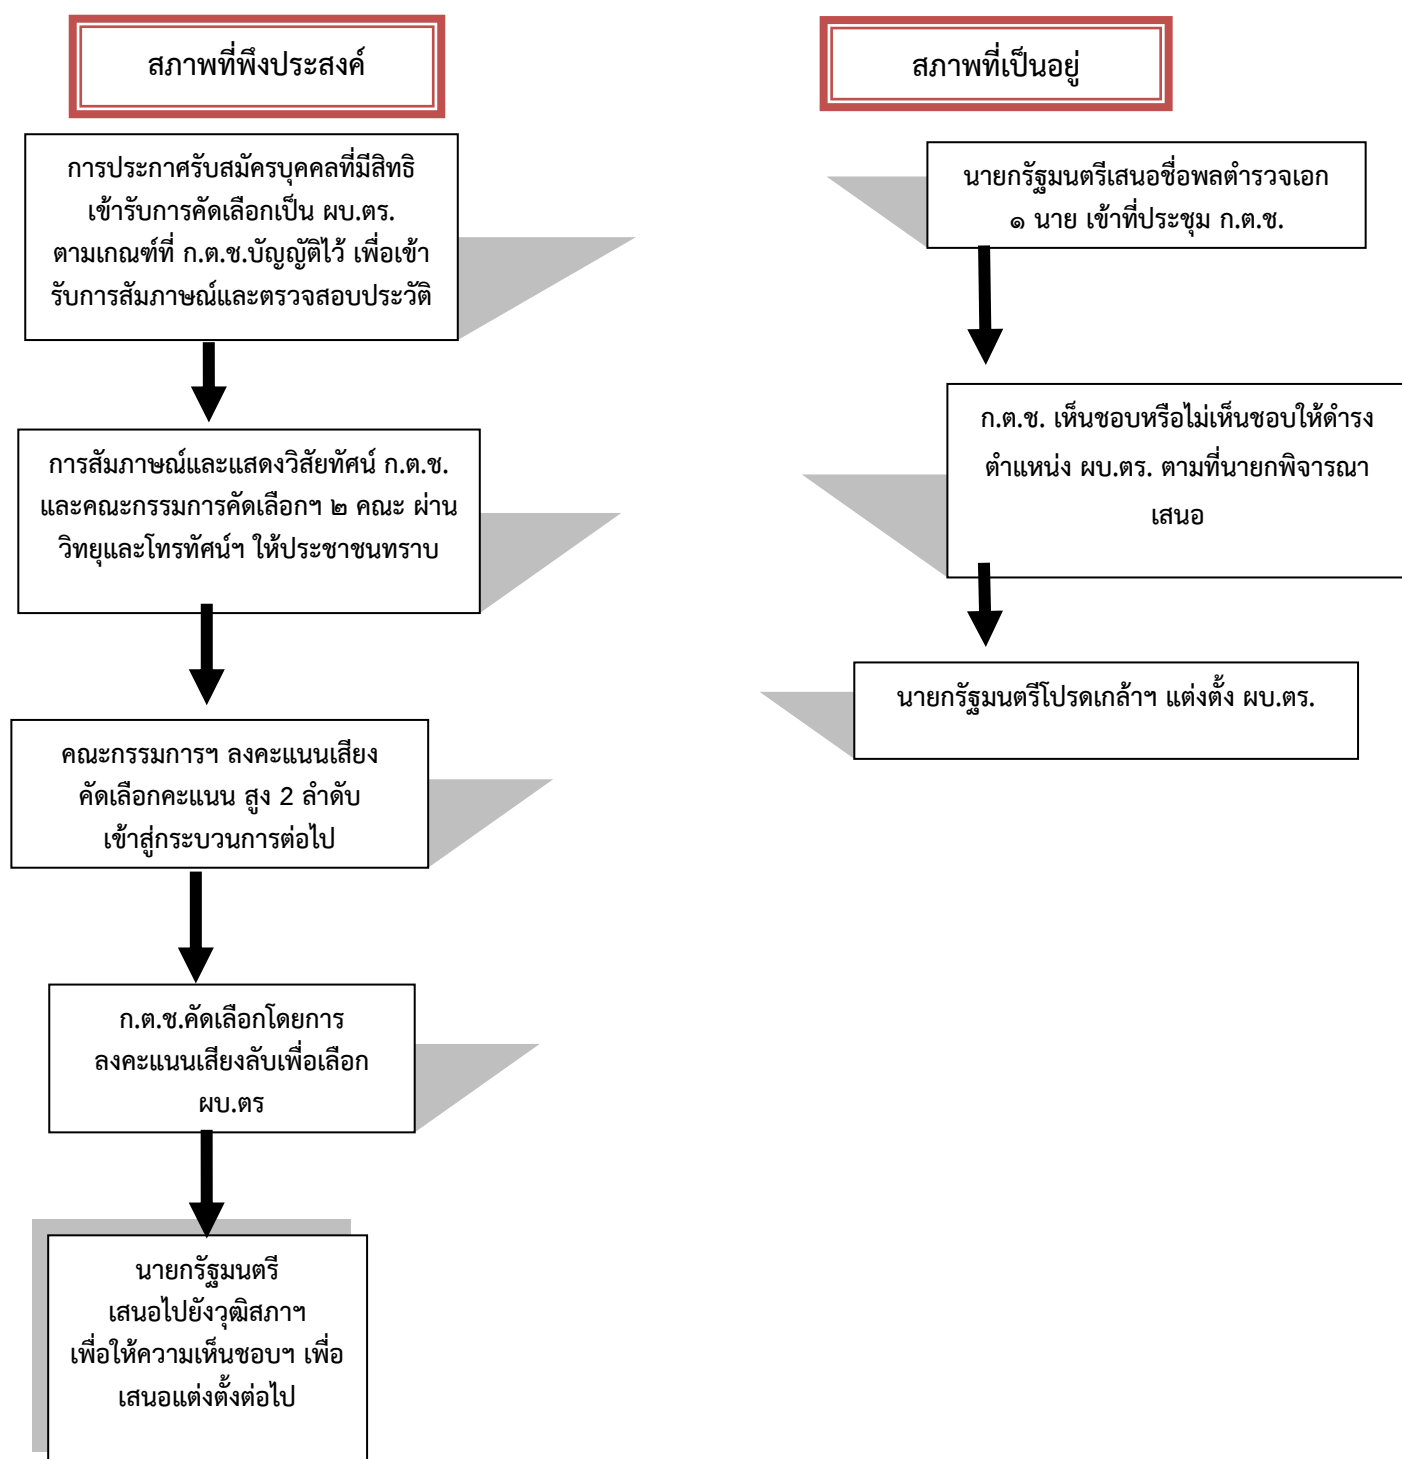 สภาพที่พึงประสงค์
การประกาศรับสมัครบุคคลที่มีสิทธิ
เข้ารับการคัดเลือกเป็น ผบ.ตร.
ตามเกณฑ์ที่ ก.ต.ช.บัญญัติไว้ เพื่อเข้า
รับการสัมภาษณ์และตรวจสอบประวัติ
การสัมภาษณ์และแสดงวิสัยทัศน์ ก.ต.ช.
และคณะกรรมการคัดเลือกฯ ๒ คณะ ผ่าน
วิทยุและโทรทัศน์ฯ ให้ประชาชนทราบ
คณะกรรมการฯ ลงคะแนนเสียง
คัดเลือกคะแนน สูง 2 ลำดับ
เข้าสู่กระบวนการต่อไป
ก.ต.ช.คัดเลือกโดยการ
ลงคะแนนเสียงลับเพื่อเลือก
ผบ.ตร
นายกรัฐมนตรี
เสนอไปยังวุฒิสภาฯ
เพื่อให้ความเห็นชอบฯ เพื่อ
เสนอแต่งตั้งต่อไป
สภาพที่เป็นอยู่
นายกรัฐมนตรีเสนอชื่อพลตำรวจเอก
๑ นาย เข้าที่ประชุม ก.ต.ช.
ก.ต.ช. เห็นชอบหรือไม่เห็นชอบให้ดำรง
ตำแหน่ง ผบ.ตร. ตามที่นายกพิจารณา
เสนอ
นายกรัฐมนตรีโปรดเกล้าฯ แต่งตั้ง ผบ.ตร.